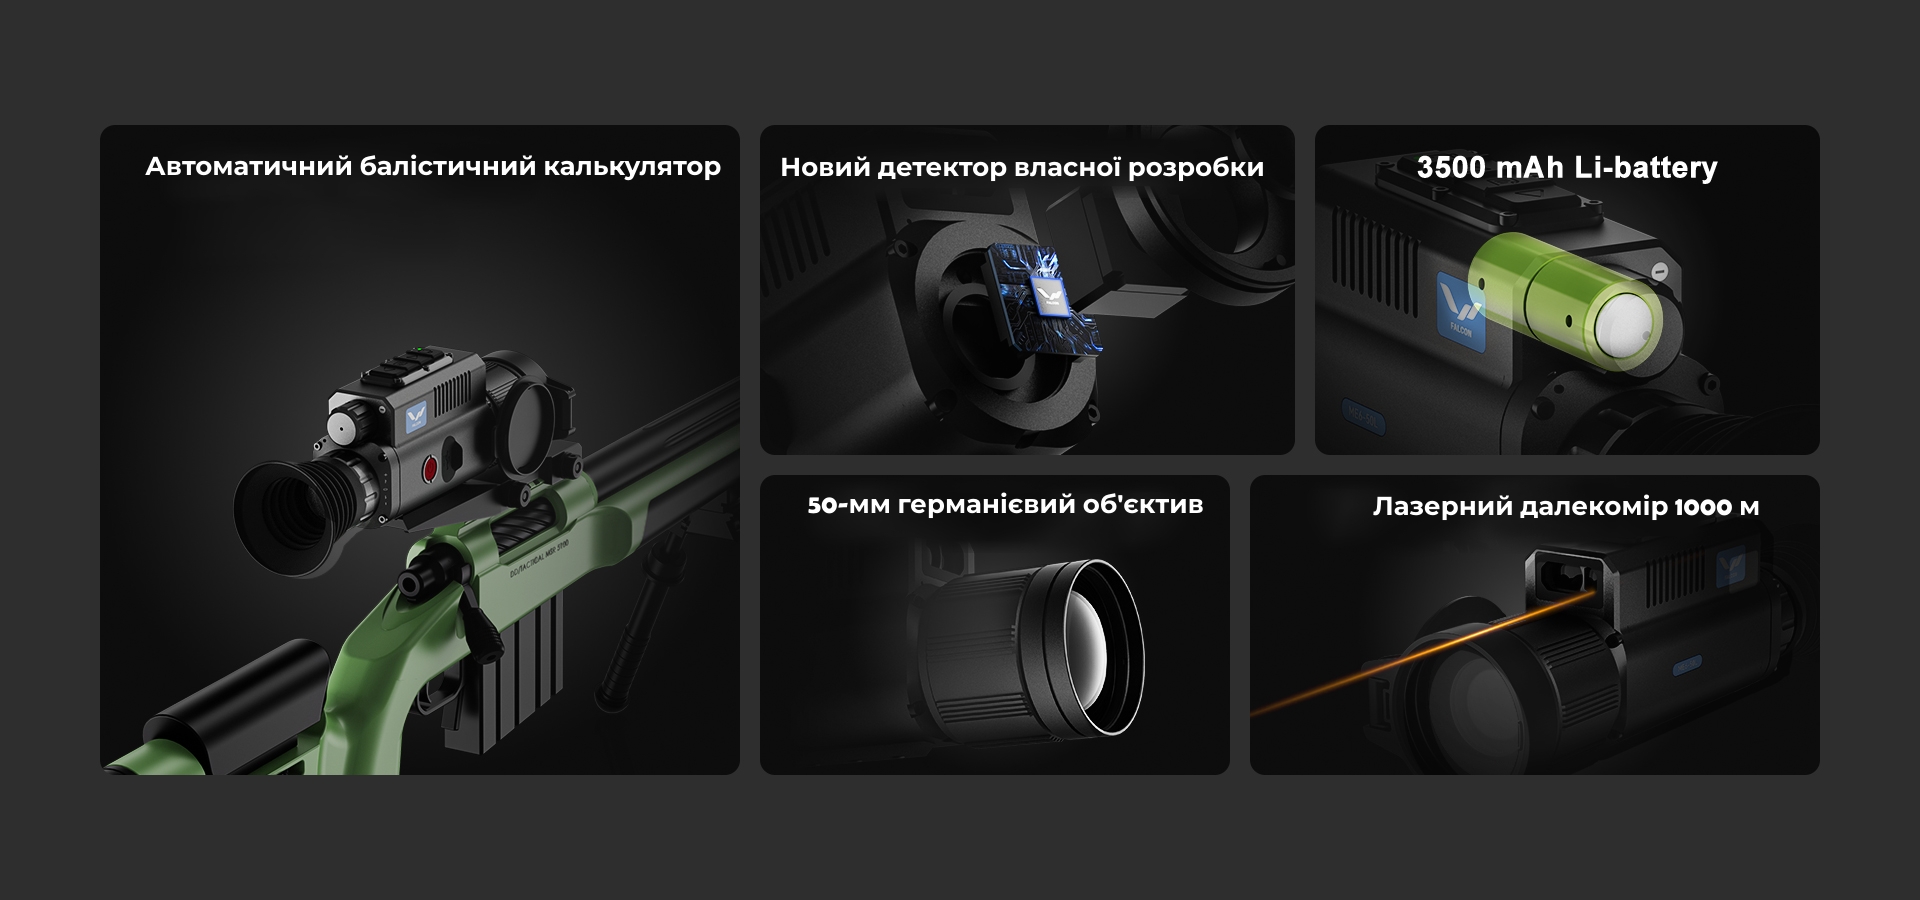 Автоматичний балістичний калькулятор
Новий детектор власної розробки
3500 mAh Li-battery
FALCON
50-мм германієвий об'єктив
Лазерний далекомір 1000 м